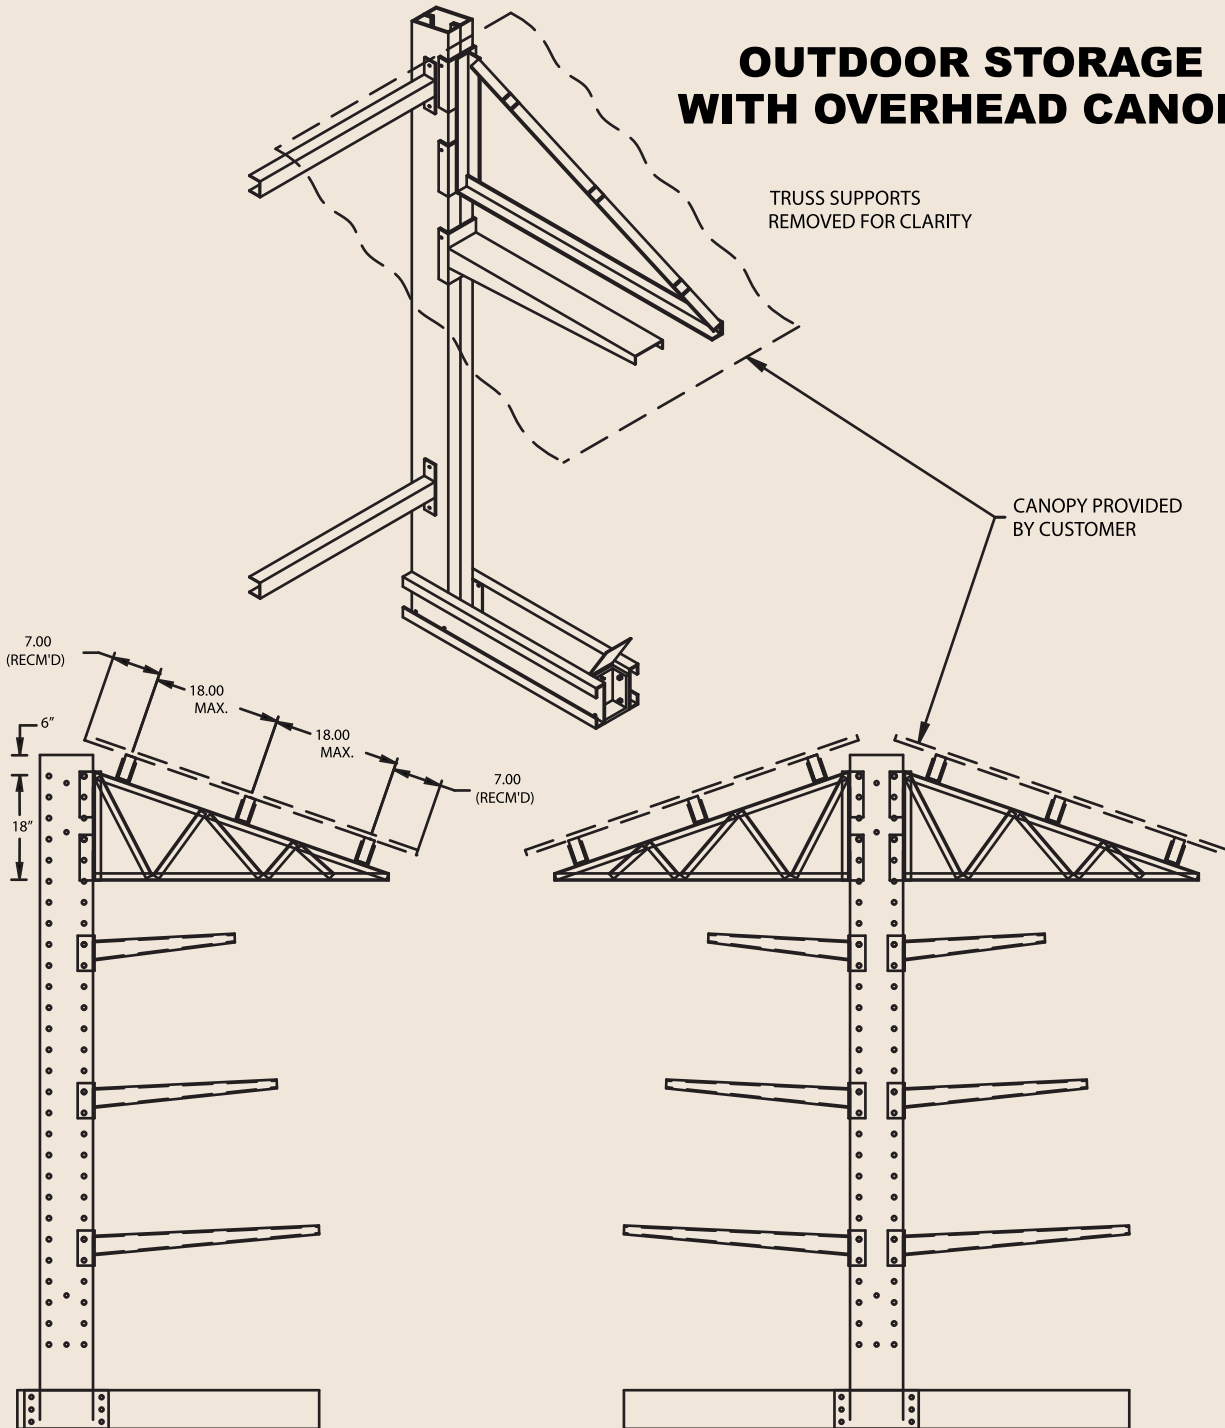 OUTDOOR STORAGE
WITH OVERHEAD CANOP
TRUSS SUPPORTS
REMOVED FOR CLARITY
CANOPY PROVIDED
BY CUSTOMER
7.00
(RECM'D)
18.00
MAX.
18.00
MAX.
7.00
(RECM'D)
6"
18"